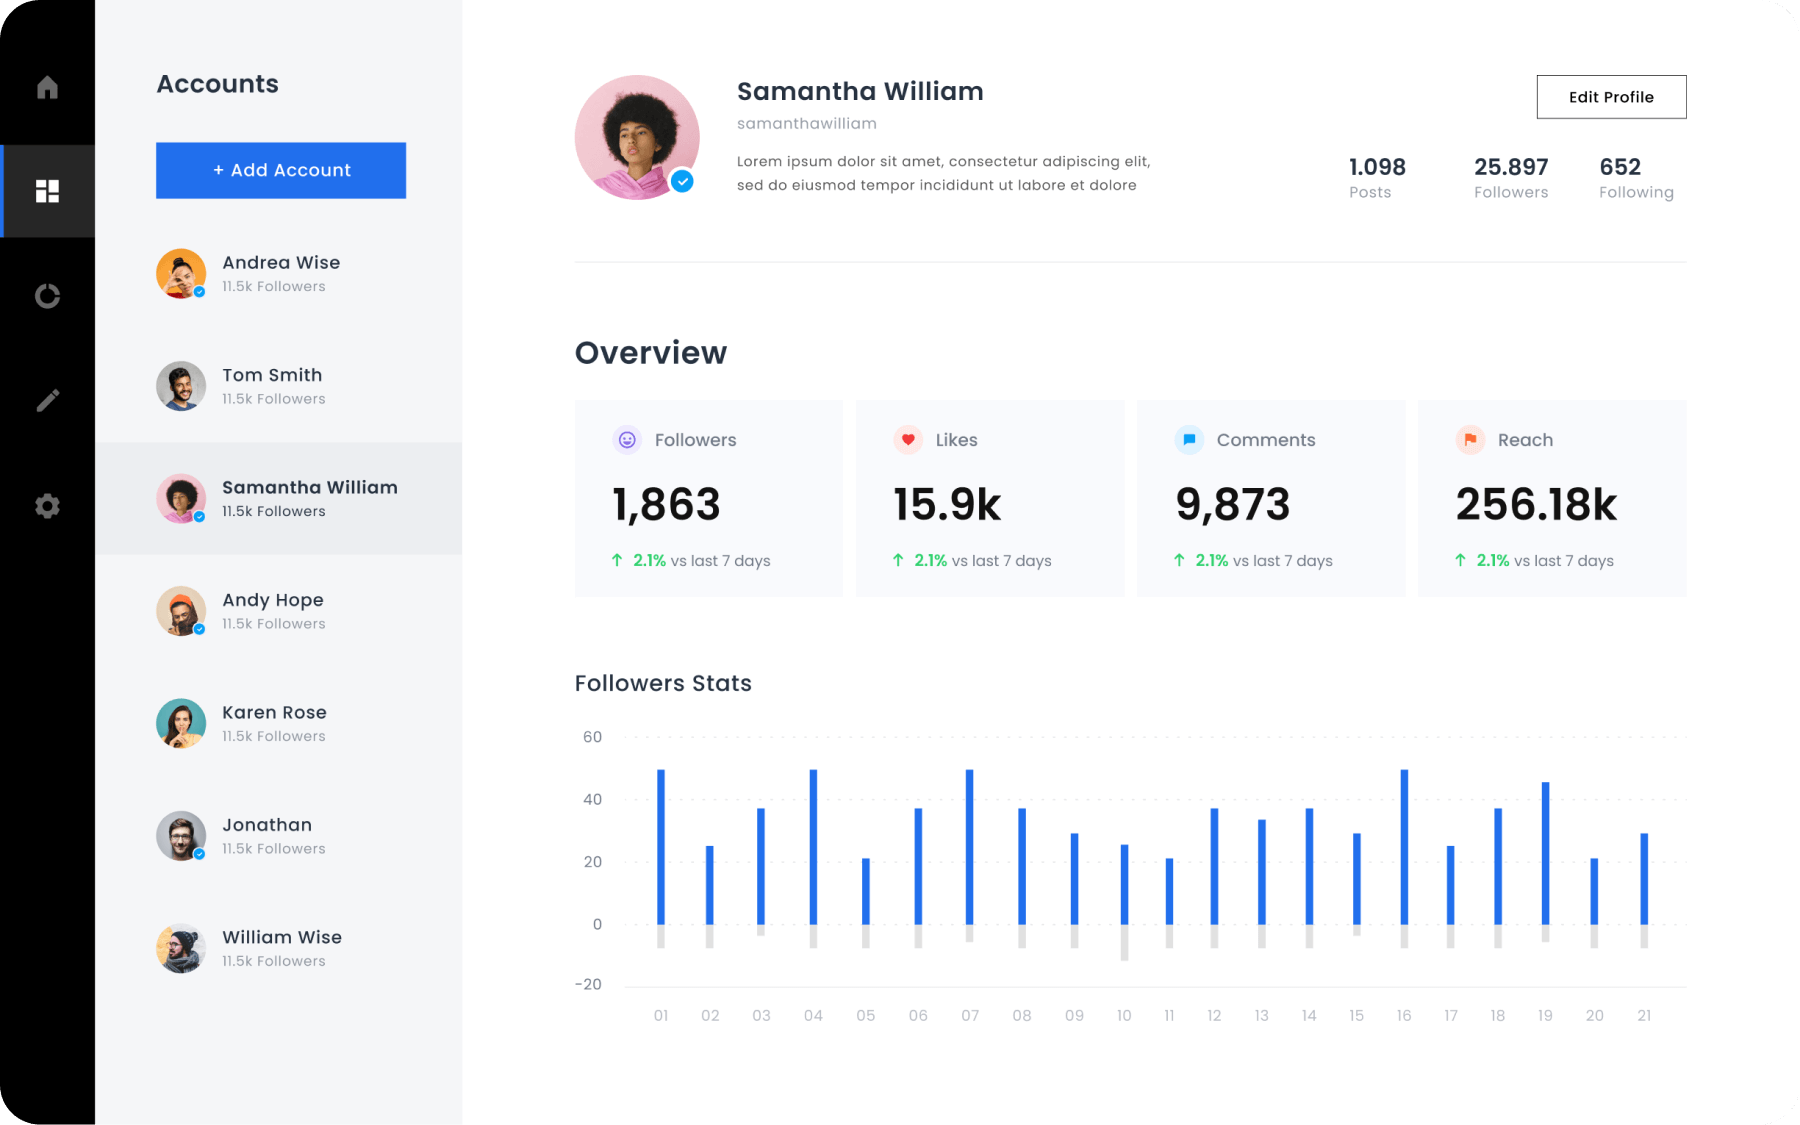 Accounts
+ Add Account
Andrea Wise
11.5k Followers
Tom Smith
11.5k Followers
Samantha William
11.5k Followers
Andy Hope
11.5k Followers
Karen Rose
11.5k Followers
Jonathan
11.5k Followers
William Wise
11.5k Followers
Samantha William
samanthawilliam
Lorem ipsum dolor sit amet, consectetur adipiscing elit,
sed do eiusmod tempor incididunt ut labore et dolore
Edit Profile
1.098 25.897 652
Posts Followers Following
Overview
Followers Likes Comments Reach
1,863 15.9k 9,873 256.18k
↑ 2.1% vs last 7 days ↑ 2.1% vs last 7 days ↑ 2.1% vs last 7 days ↑ 2.1% vs last 7 days
Followers Stats
60
40
20
0
-20
01 02 03 04 05 06 07 08 09 10 11 12 13 14 15 16 17 18 19 20 21